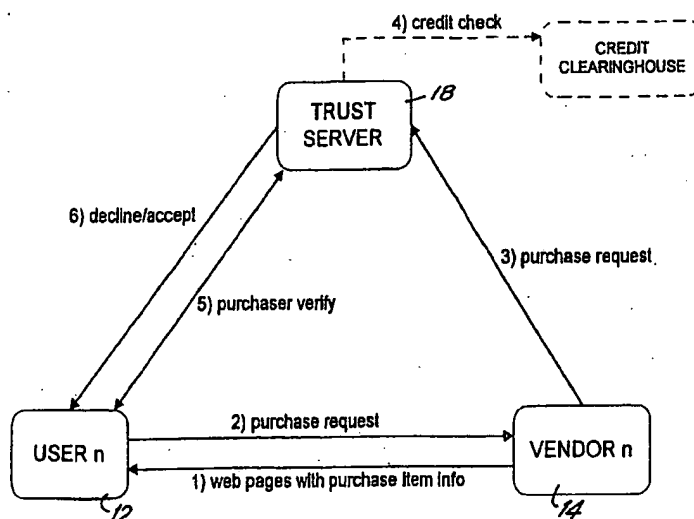 4) credit check
CREDIT
CLEARINGHOUSE
18
TRUST
SERVER
6) decline/accept
3) purchase request
5) purchaser verify
2) purchase request
USER n
VENDOR n
1) web pages with purchase item info
12
14